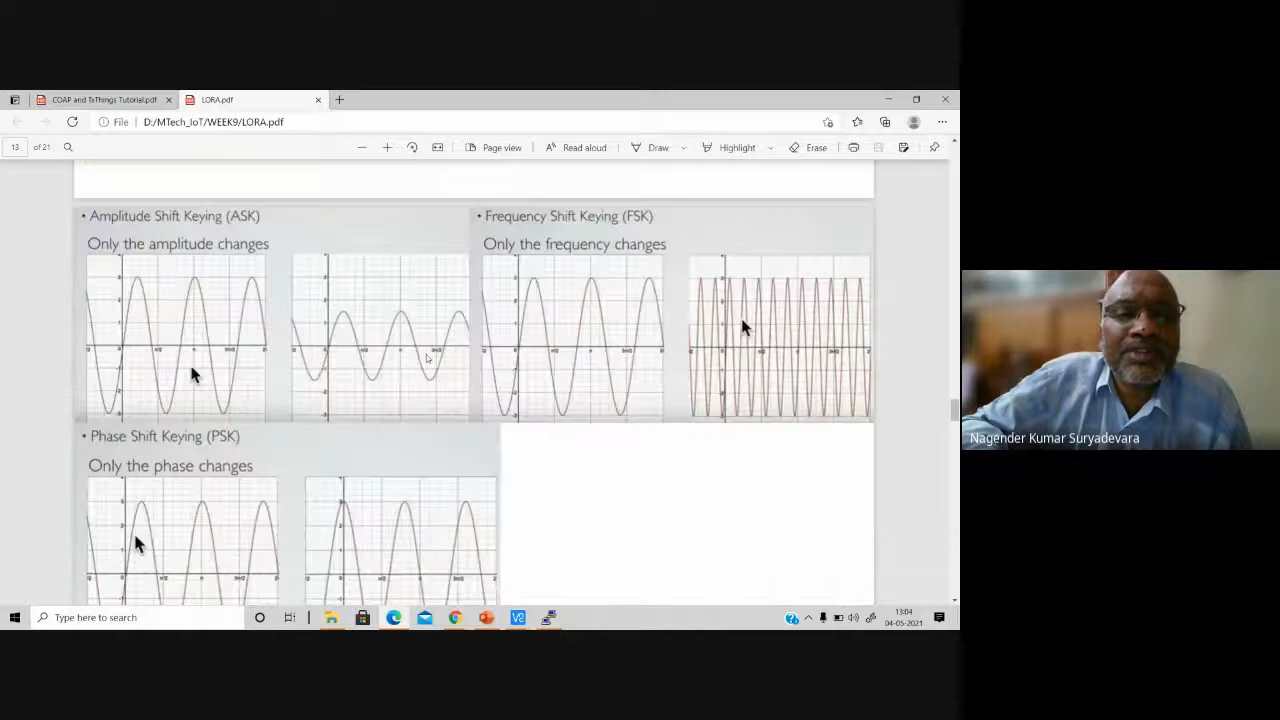 COAP and TxThings Tutorial.pdf
LORA.pdf
File D:/MTech_IoT/WEEK9/LORA.pdf
13 of 21
Page view
Read aloud
Draw
Highlight
Erase
• Amplitude Shift Keying (ASK)
Only the amplitude changes
• Frequency Shift Keying (FSK)
Only the frequency changes
• Phase Shift Keying (PSK)
Only the phase changes
Nagender Kumar Suryadevara
Type here to search
13:04
04-05-2021